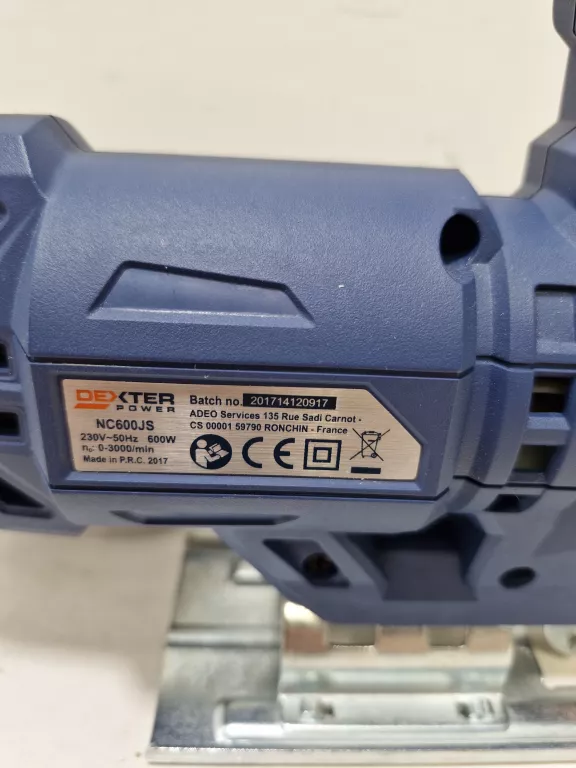 DEXTER
POWER
NC600JS
230V~50Hz 600W
n₀: 0-3000/min
Made in P.R.C. 2017
Batch no. 201714120917
ADEO Services 135 Rue Sadi Carnot -
CS 00001 59790 RONCHIN - France
CE